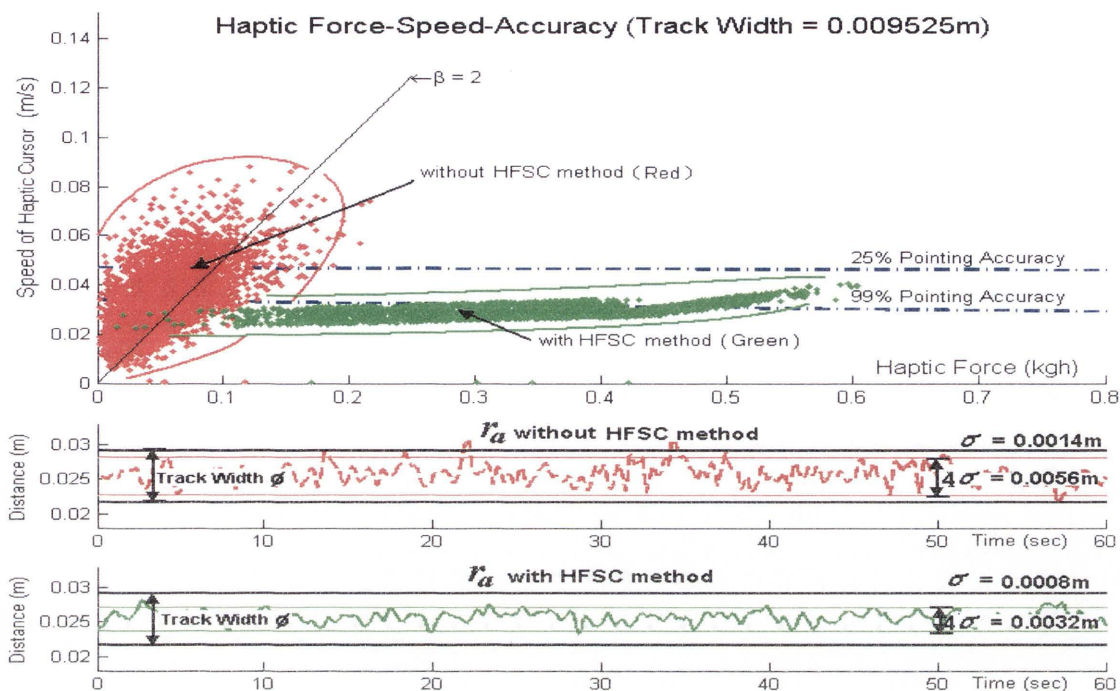 Haptic Force-Speed-Accuracy (Track Width = 0.009525m)
Speed of Haptic Cursor (m/s)
0.14
0.12
0.1
0.08
0.06
0.04
0.02
0
←β = 2
without HFSC method (Red)
25% Pointing Accuracy
99% Pointing Accuracy
with HFSC method (Green)
Haptic Force (kgh)
0 0.1 0.2 0.3 0.4 0.5 0.6 0.7 0.8
Distance (m)
0.03
0.025
0.02
r_a without HFSC method
σ = 0.0014m
Track Width ϕ
4 σ = 0.0056m
0 10 20 30 40 50 Time (sec) 60
Distance (m)
0.03
0.025
0.02
r_a with HFSC method
σ = 0.0008m
Track Width ϕ
4 σ = 0.0032m
0 10 20 30 40 50 Time (sec) 60